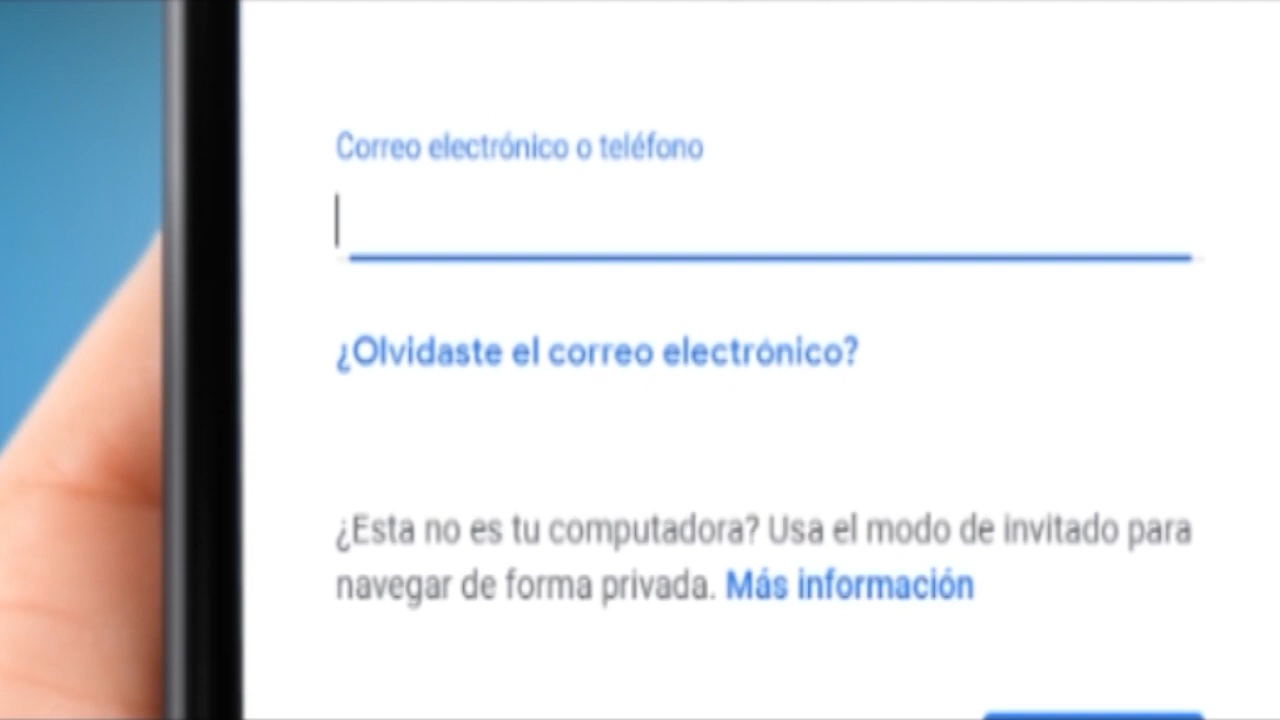 Correo electrónico o teléfono
¿Olvidaste el correo electrónico?
¿Esta no es tu computadora? Usa el modo de invitado para
navegar de forma privada. Más información